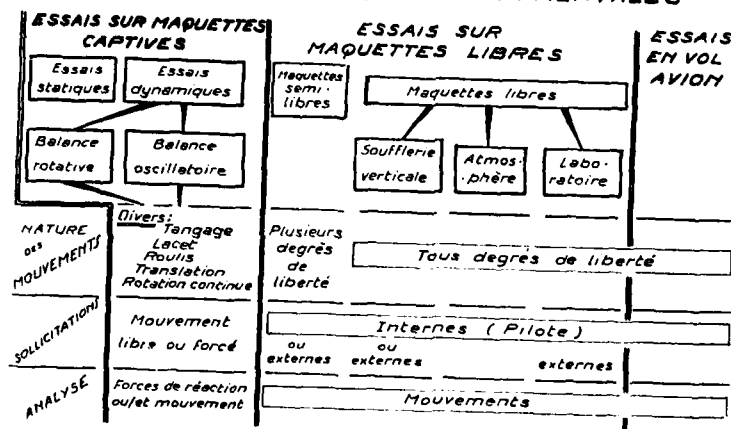 ESSAIS SUR MAQUETTES
CAPTIVES
ESSAIS SUR
MAQUETTES LIBRES
ESSAIS
EN VOL
AVION
Essais
statiques
Essais
dynamiques
Maquettes
semi-
libres
Maquettes libres
Balance
rotative
Balance
oscillatoire
Soufflerie
verticale
Atmos-
-phère
Labo-
ratoire
NATURE
DES
MOUVEMENTS
Divers:
Tangage
Lacet
Roulis
Translation
Rotation continue
Plusieurs
degrés
de
liberté
Tous degrés de liberté
SOLLICITATIONS
Mouvement
libre ou forcé
Internes (Pilote)
ou
externes
ou
externes
externes
ANALYSE
Forces de réaction
ou/et mouvement
Mouvements